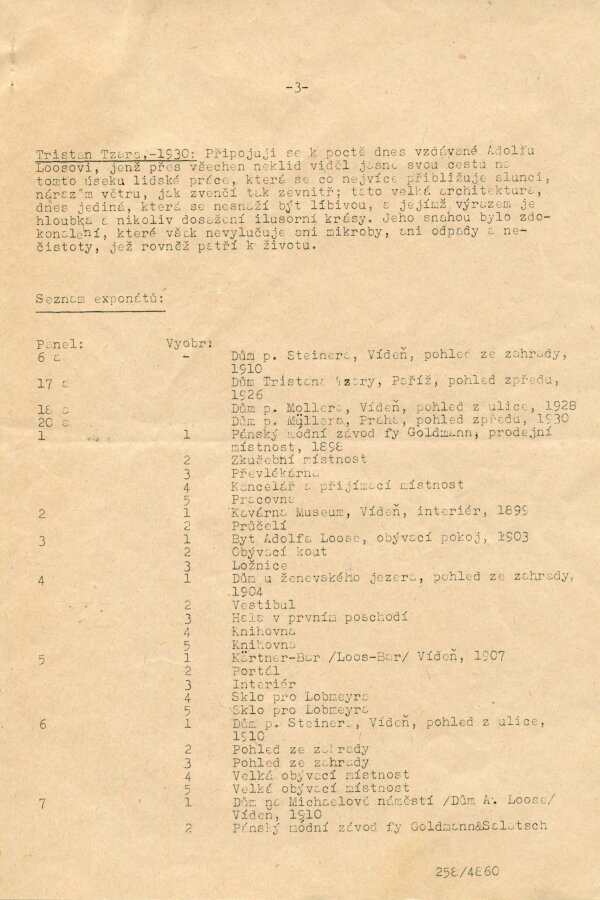 -3-
Tristan Tzara,-1930: Připojuji se k poctě dnes vzdávané Adolfu
Loosovi, jenž přes všechen neklid viděl jasně svou cestu na
tomto úseku lidské práce, která se co nejvíce přibližuje slunci,
náraz'm větru, jak zvenčí tak zevnitř; tato velká architektura,
dnes jediná, která se nesnaží být líbivou, a jejímž výrazem je
hloubka a nikoliv dosažení ilusorní krásy. Jeho snahou bylo zdo-
konalení, které však nevylučuje ani mikroby, ani odpady a ne-
čistoty, jež rovněž patří k životu.
Seznam exponátů:
Panel: Vyobr:
6 a - Dům p. Steinera, Vídeň, pohled ze zahrady,
1910
17 a Dům Tristana Tzary, Paříž, pohled zpředu,
1926
18 a Dům p. Mollera, Vídeň, pohled z ulice, 1928
20 a Dům p. Müllera, Praha, pohled zpředu, 1930
1 1 Pánský módní závod fy Goldmann, prodejní
místnost, 1898
2 Zkušební místnost
3 Převlékárna
4 Kancelář a přijímací místnost
5 Pracovna
2 1 Kavárna Museum, Vídeň, interiér, 1899
2 Průčelí
3 1 Byt Adolfa Loose, obývací pokoj, 1903
2 Obývací kout
3 Ložnice
4 1 Dům u ženevského jezera, pohled ze zahrady,
1904
2 Vestibul
3 Hala v prvním poschodí
4 Knihovna
5 Knihovna
5 1 Kärtner-Bar /Loos-Bar/ Vídeň, 1907
2 Portál
3 Interiér
4 Sklo pro Lobmeyra
5 Sklo pro Lobmeyra
6 1 Dům p. Steinera, Vídeň, pohled z ulice,
1910
2 Pohled ze zahrady
3 Pohled ze zahrady
4 Velká obývací místnost
5 Velká obývací místnost
7 1 Dům na Michaelově náměstí /Dům A. Loose/
Vídeň, 1910
2 Pánský módní závod fy Goldmann&Salatsch
258/4860